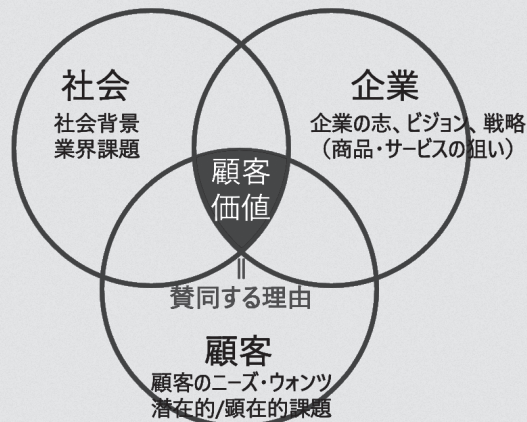 社会
社会背景
業界課題
企業
企業の志、ビジョン、戦略
（商品・サービスの狙い）
顧客
価値
||
賛同する理由
顧客
顧客のニーズ・ウォンツ
潜在的/顕在的課題